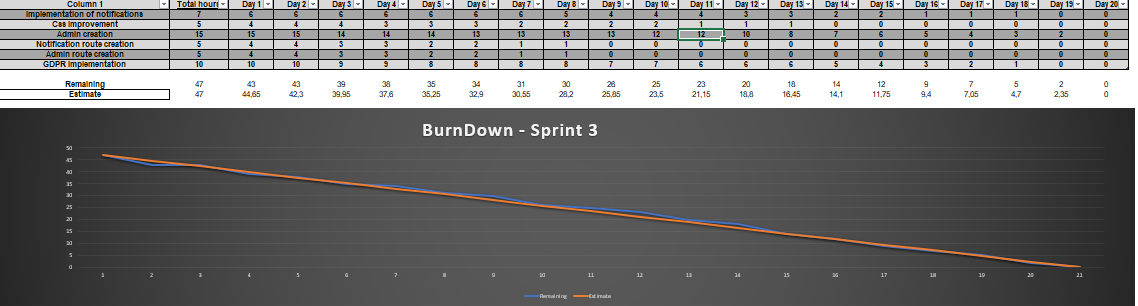 Column 1 Total hours Day 1 Day 2 Day 3 Day 4 Day 5 Day 6 Day 7 Day 8 Day 9 Day 10 Day 11 Day 12 Day 13 Day 14 Day 15 Day 16 Day 17 Day 18 Day 19 Day 20
Implementation of notifications 7 6 6 6 6 6 6 6 5 4 4 4 3 3 2 2 1 1 1 0 0
Css improvement 5 4 4 4 3 3 3 2 2 2 2 1 1 1 0 0 0 0 0 0 0
Admin creation 15 15 15 14 14 14 13 13 13 13 12 12 10 8 7 6 5 4 3 2 0
Notification route creation 5 4 4 3 3 2 2 1 1 0 0 0 0 0 0 0 0 0 0 0 0
Admin route creation 5 4 4 3 3 2 2 1 1 0 0 0 0 0 0 0 0 0 0 0 0
GDPR Implementation 10 10 10 9 9 8 8 8 8 7 7 6 6 6 5 4 3 2 1 0 0
Remaining 47 43 43 39 38 35 34 31 30 26 25 23 20 18 14 12 9 7 5 2 0
Estimate 47 44,65 42,3 39,95 37,6 35,25 32,9 30,55 28,2 25,85 23,5 21,15 18,8 16,45 14,1 11,75 9,4 7,05 4,7 2,35 0
BurnDown - Sprint 3
50
45
40
35
30
25
20
15
10
5
0
1 2 3 4 5 6 7 8 9 10 11 12 13 14 15 16 17 18 19 20 21
Remaining Estimate